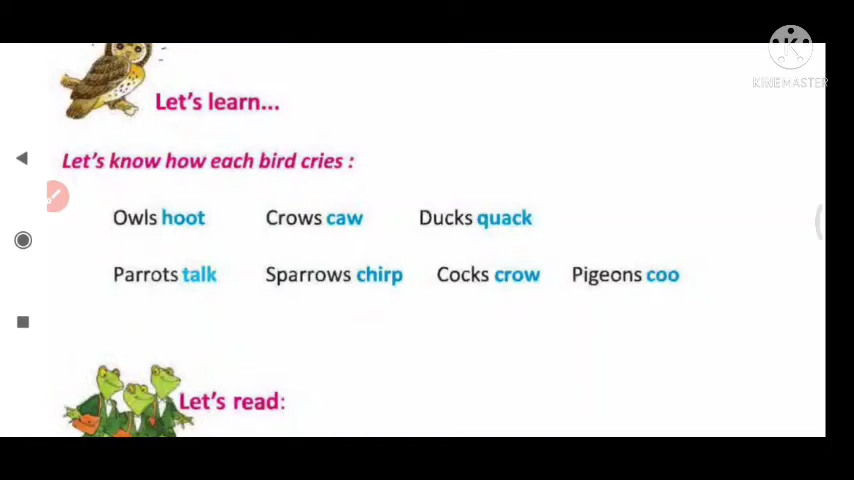 KINEMASTER
Let's learn...
Let's know how each bird cries :
Owls hoot Crows caw Ducks quack
Parrots talk Sparrows chirp Cocks crow Pigeons coo
Let's read: